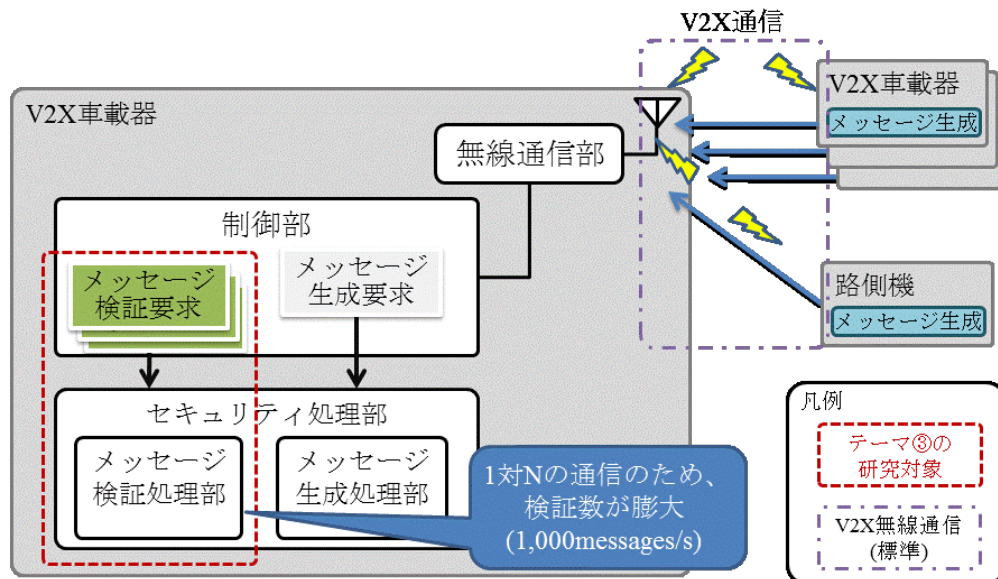 V2X通信
V2X車載器
無線通信部
制御部
メッセージ
検証要求
メッセージ
生成要求
セキュリティ処理部
メッセージ
検証処理部
メッセージ
生成処理部
1対Nの通信のため、
検証数が膨大
(1,000messages/s)
V2X車載器
メッセージ生成
路側機
メッセージ生成
凡例
テーマ③の
研究対象
V2X無線通信
(標準)